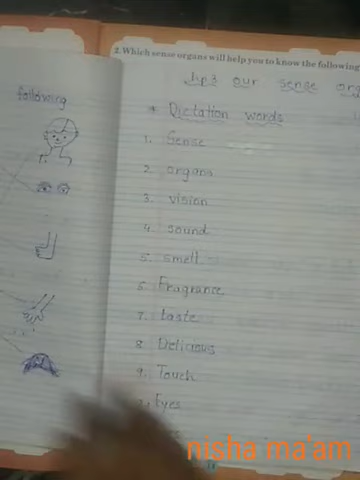 2. Which sense organs will help you to know the following
our sense
following
* Dictation words
1. Sense
2. organs
3. vision
4. sound
5. smell
6. Fragrance
7. taste
8. Delicious
9. Touch
Eyes
nisha ma'am